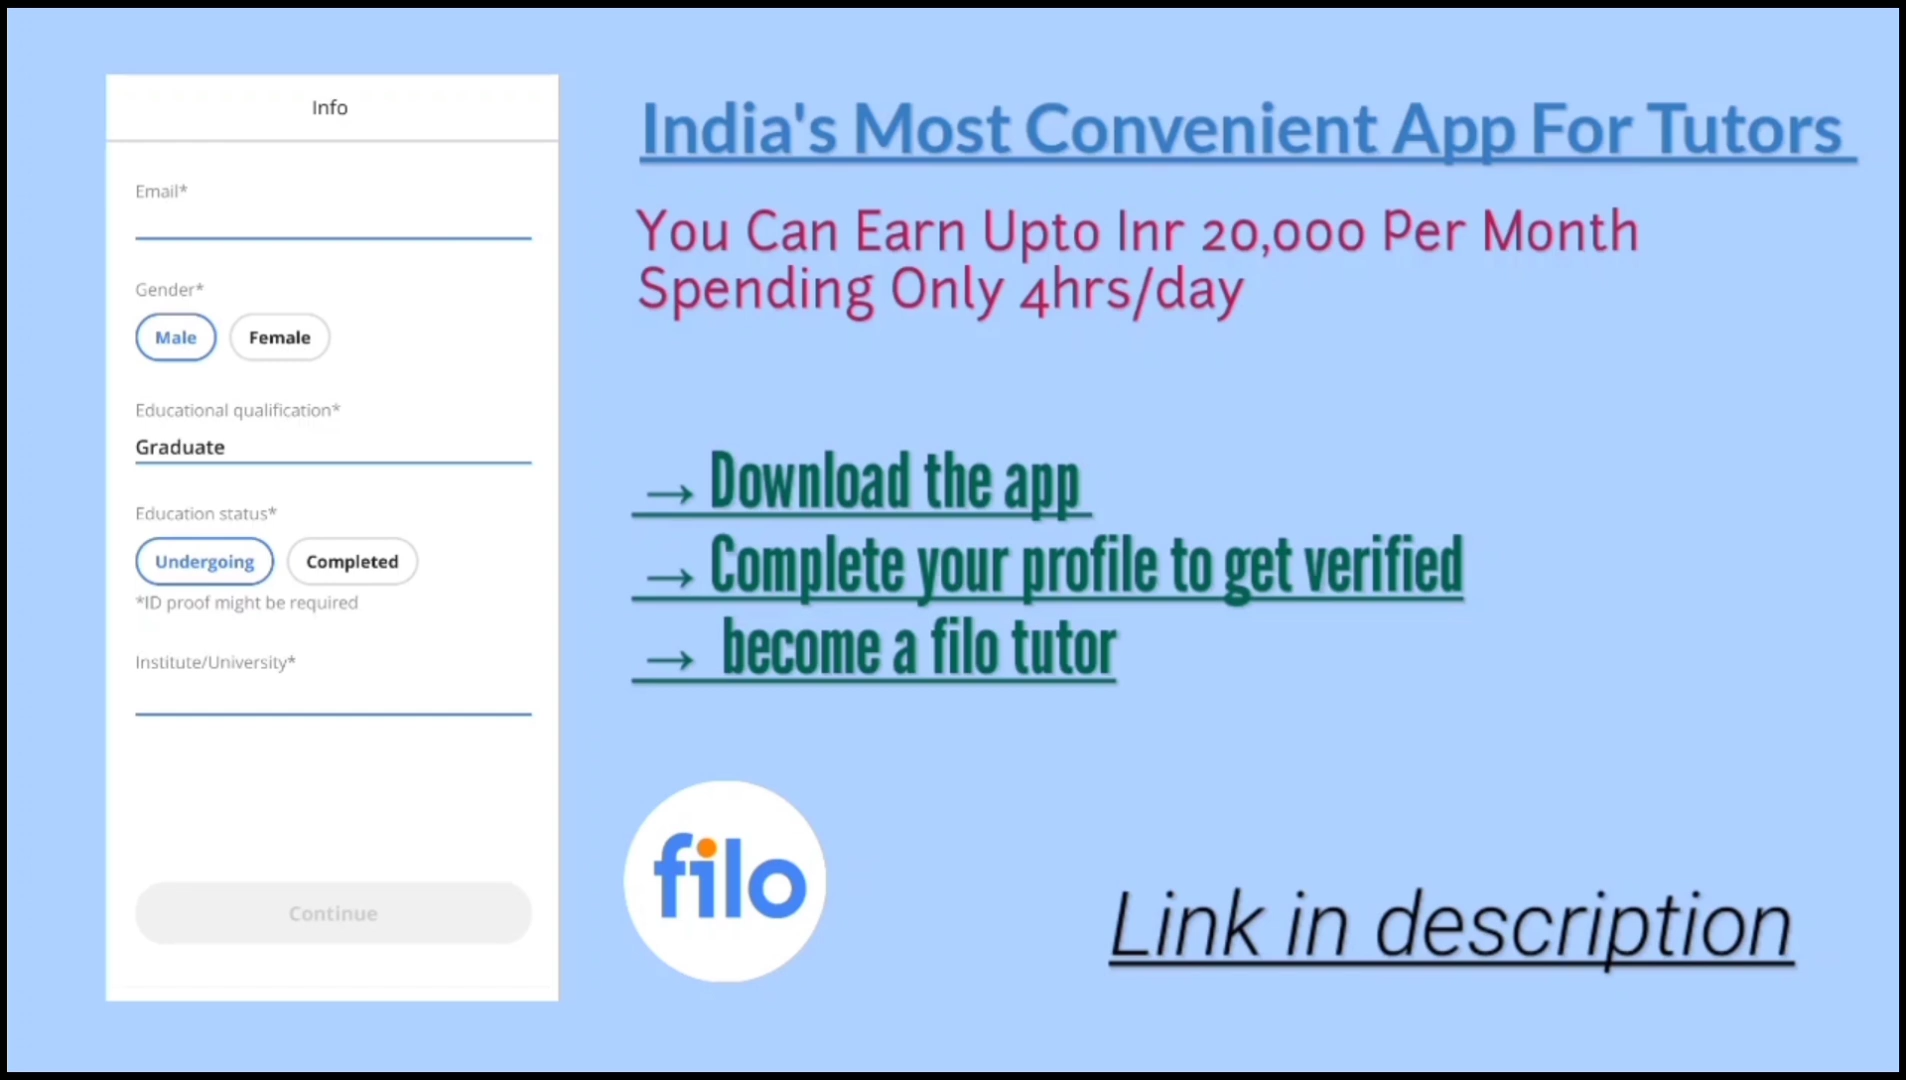 Info
Email*
Gender*
Male Female
Educational qualification*
Graduate
Education status*
Undergoing Completed
*ID proof might be required
Institute/University*
Continue
India's Most Convenient App For Tutors
You Can Earn Upto Inr 20,000 Per Month
Spending Only 4hrs/day
→ Download the app
→ Complete your profile to get verified
→ become a filo tutor
filo
Link in description